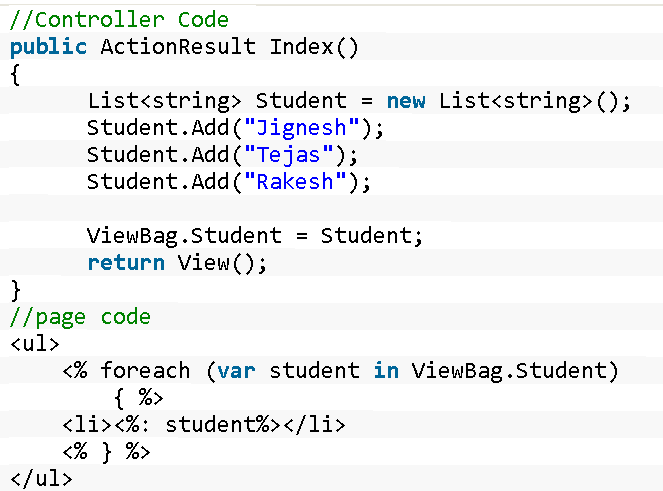 //Controller Code
public ActionResult Index()
{
List<string> Student = new List<string>();
Student.Add("Jignesh");
Student.Add("Tejas");
Student.Add("Rakesh");
ViewBag.Student = Student;
return View();
}
//page code
<ul>
<% foreach (var student in ViewBag.Student)
{ %>
<li><%: student%></li>
<% } %>
</ul>